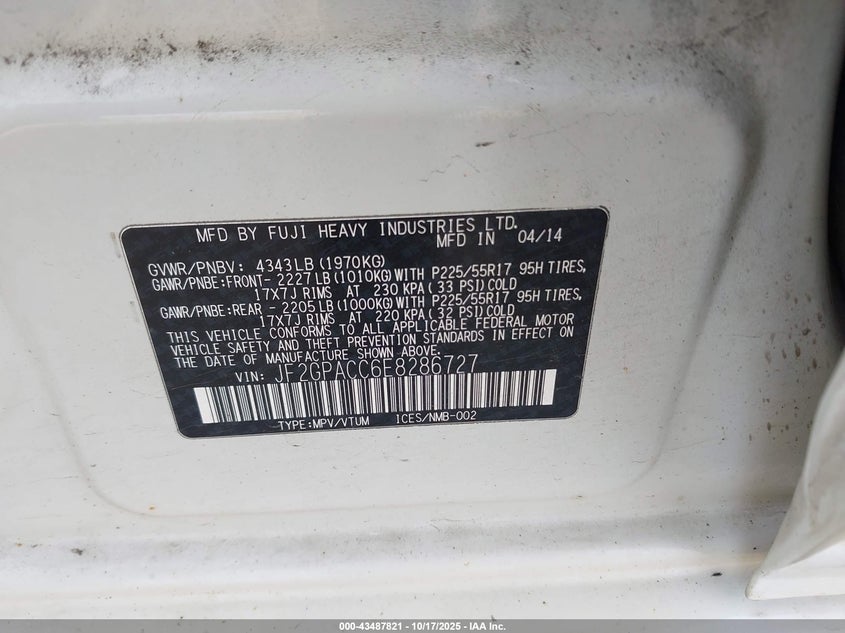 MFD BY FUJI HEAVY INDUSTRIES LTD.
MFD IN 04/14
GVWR/PNBV: 4343LB(1970KG)
GAWR/PNBE:FRONT- 2227LB(1010KG)WITH P225/55R17 95H TIRES,
17X7J RIMS AT 230 KPA( 33 PSI)COLD
GAWR/PNBE:REAR - 2205LB(1000KG)WITH P225/55R17 95H TIRES,
17X7J RIMS AT 220 KPA( 32 PSI)COLD
THIS VEHICLE CONFORMS TO ALL APPLICABLE FEDERAL MOTOR
VEHICLE SAFETY AND THEFT PREVENTION STANDARDS IN EFFECT ON
THE DATE OF MANUFACTURE SHOWN ABOVE.
VIN: JF2GPACC6E8286727
TYPE:MPV/VTUM ICES/NMB-002
000-43487821 - 10/17/2025 - IAA Inc.